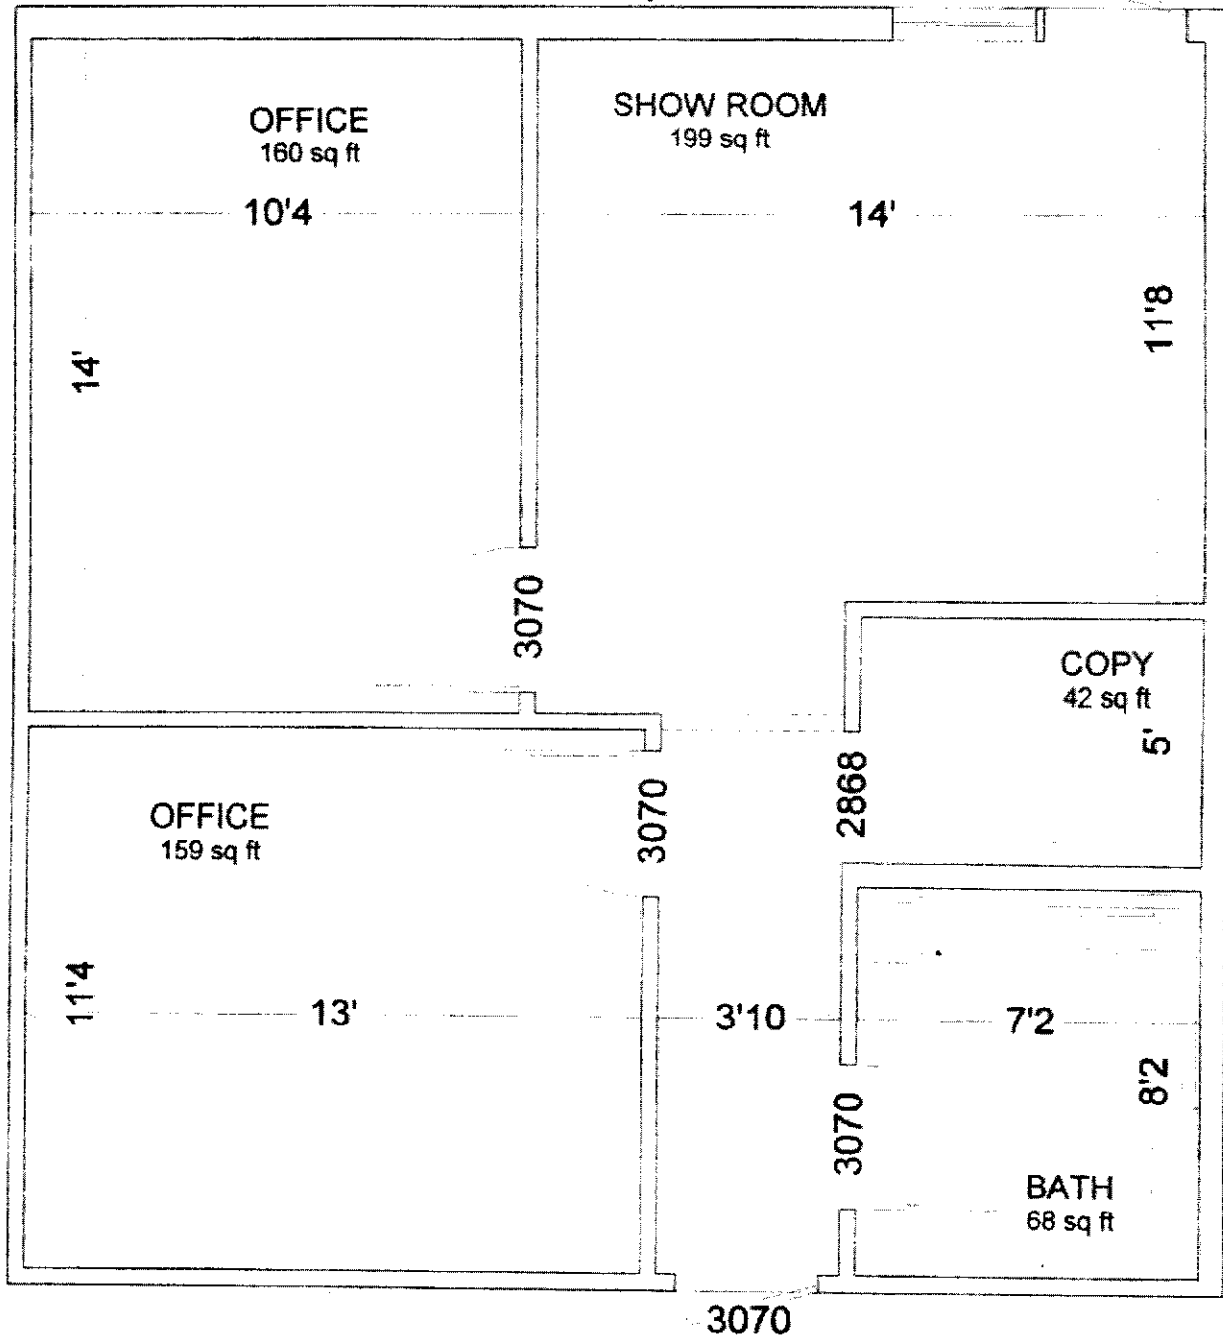 OFFICE
160 sq ft
SHOW ROOM
199 sq ft
10'4
14'
14'
11'8
3070
COPY
42 sq ft
5'
3070
2868
OFFICE
159 sq ft
11'4
13'
3'10
7'2
8'2
3070
BATH
68 sq ft
3070